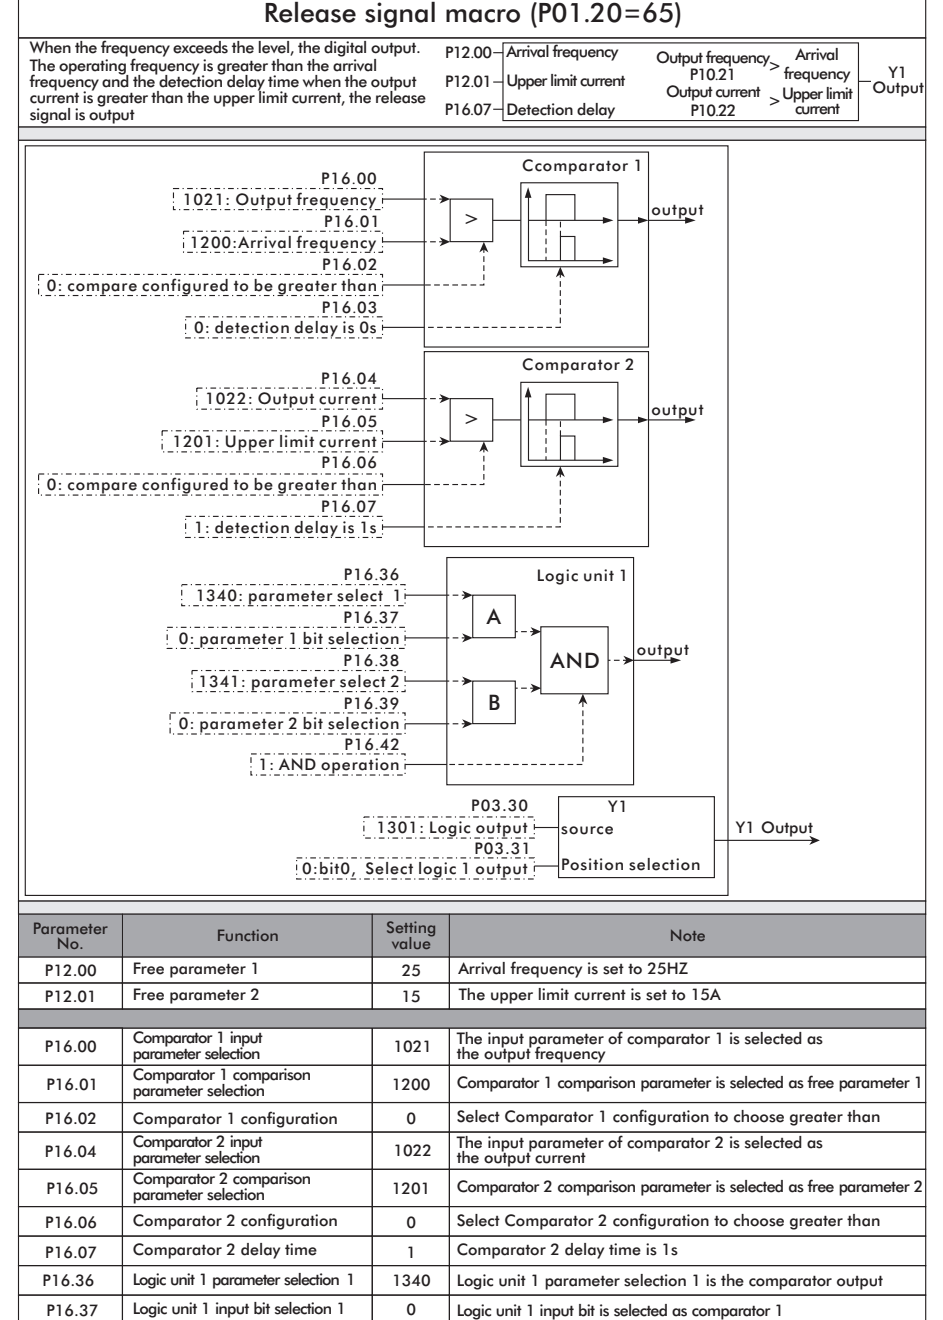 Release signal macro (P01.20=65)
When the frequency exceeds the level, the digital output.
The operating frequency is greater than the arrival
frequency and the detection delay time when the output
current is greater than the upper limit current, the release
signal is output
P12.00 Arrival frequency
P12.01 Upper limit current
P16.07 Detection delay
Output frequency > Arrival
P10.21 frequency
Output current > Upper limit
P10.22 current
Y1
Output
Ccomparator 1
P16.00
1021: Output frequency
P16.01
1200:Arrival frequency
P16.02
0: compare configured to be greater than
P16.03
0: detection delay is 0s
>
output
Comparator 2
P16.04
1022: Output current
P16.05
1201: Upper limit current
P16.06
0: compare configured to be greater than
P16.07
1: detection delay is 1s
>
output
Logic unit 1
P16.36
1340: parameter select 1
P16.37
0: parameter 1 bit selection
P16.38
1341: parameter select 2
P16.39
0: parameter 2 bit selection
P16.42
1: AND operation
A
B
AND
output
P03.30
1301: Logic output
P03.31
0:bit0, Select logic 1 output
Y1
source
Position selection
Y1 Output
Parameter No. Function Setting value Note
P12.00 Free parameter 1 25 Arrival frequency is set to 25HZ
P12.01 Free parameter 2 15 The upper limit current is set to 15A
P16.00 Comparator 1 input parameter selection 1021 The input parameter of comparator 1 is selected as the output frequency
P16.01 Comparator 1 comparison parameter selection 1200 Comparator 1 comparison parameter is selected as free parameter 1
P16.02 Comparator 1 configuration 0 Select Comparator 1 configuration to choose greater than
P16.04 Comparator 2 input parameter selection 1022 The input parameter of comparator 2 is selected as the output current
P16.05 Comparator 2 comparison parameter selection 1201 Comparator 2 comparison parameter is selected as free parameter 2
P16.06 Comparator 2 configuration 0 Select Comparator 2 configuration to choose greater than
P16.07 Comparator 2 delay time 1 Comparator 2 delay time is 1s
P16.36 Logic unit 1 parameter selection 1 1340 Logic unit 1 parameter selection 1 is the comparator output
P16.37 Logic unit 1 input bit selection 1 0 Logic unit 1 input bit is selected as comparator 1